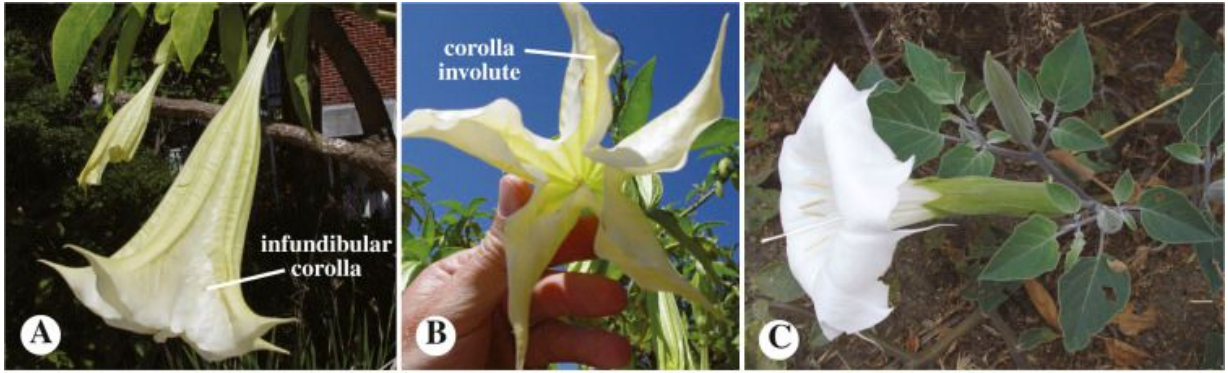 infundibular
corolla
A
corolla
involute
B
C